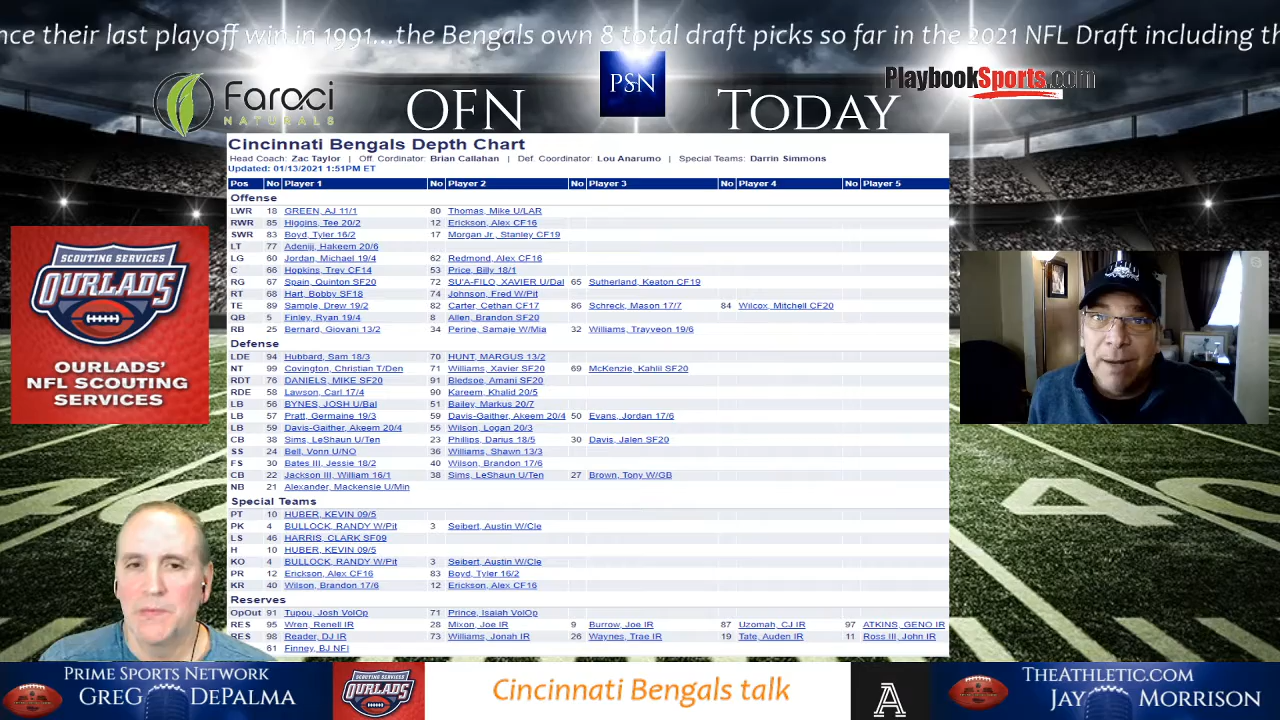 nce their last playoff win in 1991...the Bengals own 8 total draft picks so far in the 2021 NFL Draft including th
Faroci
NATURALS
OFN
PSN
TODAY
PlaybookSports.com
Cincinnati Bengals Depth Chart
Head Coach: Zac Taylor | Off. Cordinator: Brian Callahan | Def. Coordinator: Lou Anarumo | Special Teams: Darrin Simmons
Updated: 01/13/2021 1:51PM ET
Pos No Player 1 No Player 2 No Player 3 No Player 4 No Player 5
Offense
LWR 18 GREEN, AJ 11/1 80 Thomas, Mike U/LAR
RWR 85 Higgins, Tee 20/2 12 Erickson, Alex CF16
SWR 83 Boyd, Tyler 16/2 17 Morgan Jr., Stanley CF19
LT 77 Adeniji, Hakeem 20/6
LG 60 Jordan, Michael 19/4 62 Redmond, Alex CF16
C 66 Hopkins, Trey CF14 53 Price, Billy 18/1
RG 67 Spain, Quinton SF20 72 SU'A-FILO, XAVIER U/Dal 65 Sutherland, Keaton CF19
RT 68 Hart, Bobby SF18 74 Johnson, Fred W/Pit
TE 89 Sample, Drew 19/2 82 Carter, Cethan CF17 86 Schreck, Mason 17/7 84 Wilcox, Mitchell CF20
QB 5 Finley, Ryan 19/4 8 Allen, Brandon SF20
RB 25 Bernard, Giovani 13/2 34 Perine, Samaje W/Mia 32 Williams, Trayveon 19/6
Defense
LDE 94 Hubbard, Sam 18/3 70 HUNT, MARGUS 13/2
NT 99 Covington, Christian T/Den 71 Williams, Xavier SF20 69 McKenzie, Kahlil SF20
RDT 76 DANIELS, MIKE SF20 91 Bledsoe, Amani SF20
RDE 58 Lawson, Carl 17/4 90 Kareem, Khalid 20/5
LB 56 BYNES, JOSH U/Bal 51 Bailey, Markus 20/7
LB 57 Pratt, Germaine 19/3 59 Davis-Gaither, Akeem 20/4 50 Evans, Jordan 17/6
LB 59 Davis-Gaither, Akeem 20/4 55 Wilson, Logan 20/3
CB 38 Sims, LeShaun U/Ten 23 Phillips, Darius 18/5 30 Davis, Jalen SF20
SS 24 Bell, Vonn U/NO 36 Williams, Shawn 13/3
FS 30 Bates III, Jessie 18/2 40 Wilson, Brandon 17/6
CB 22 Jackson III, William 16/1 38 Sims, LeShaun U/Ten 27 Brown, Tony W/GB
NB 21 Alexander, Mackensie U/Min
Special Teams
PT 10 HUBER, KEVIN 09/5
PK 4 BULLOCK, RANDY W/Pit 3 Seibert, Austin W/Cle
LS 46 HARRIS, CLARK SF09
H 10 HUBER, KEVIN 09/5
KO 4 BULLOCK, RANDY W/Pit 3 Seibert, Austin W/Cle
PR 12 Erickson, Alex CF16 83 Boyd, Tyler 16/2
KR 40 Wilson, Brandon 17/6 12 Erickson, Alex CF16
Reserves
OpOut 91 Tupou, Josh VolOp 71 Prince, Isaiah VolOp
RES 95 Wren, Renell IR 28 Mixon, Joe IR 9 Burrow, Joe IR 87 Uzomah, CJ IR 97 ATKINS, GENO IR
RES 98 Reader, DJ IR 73 Williams, Jonah IR 26 Waynes, Trae IR 19 Tate, Auden IR 11 Ross III, John IR
61 Finney, BJ NFI
SCOUTING SERVICES
OURLADS
OURLADS'
NFL SCOUTING
SERVICES
4
PRIME SPORTS NETWORK
GREG DEPALMA
SCOUTING SERVICES
OURLADS
Cincinnati Bengals talk
A
THEATHLETIC.COM
JAY MORRISON